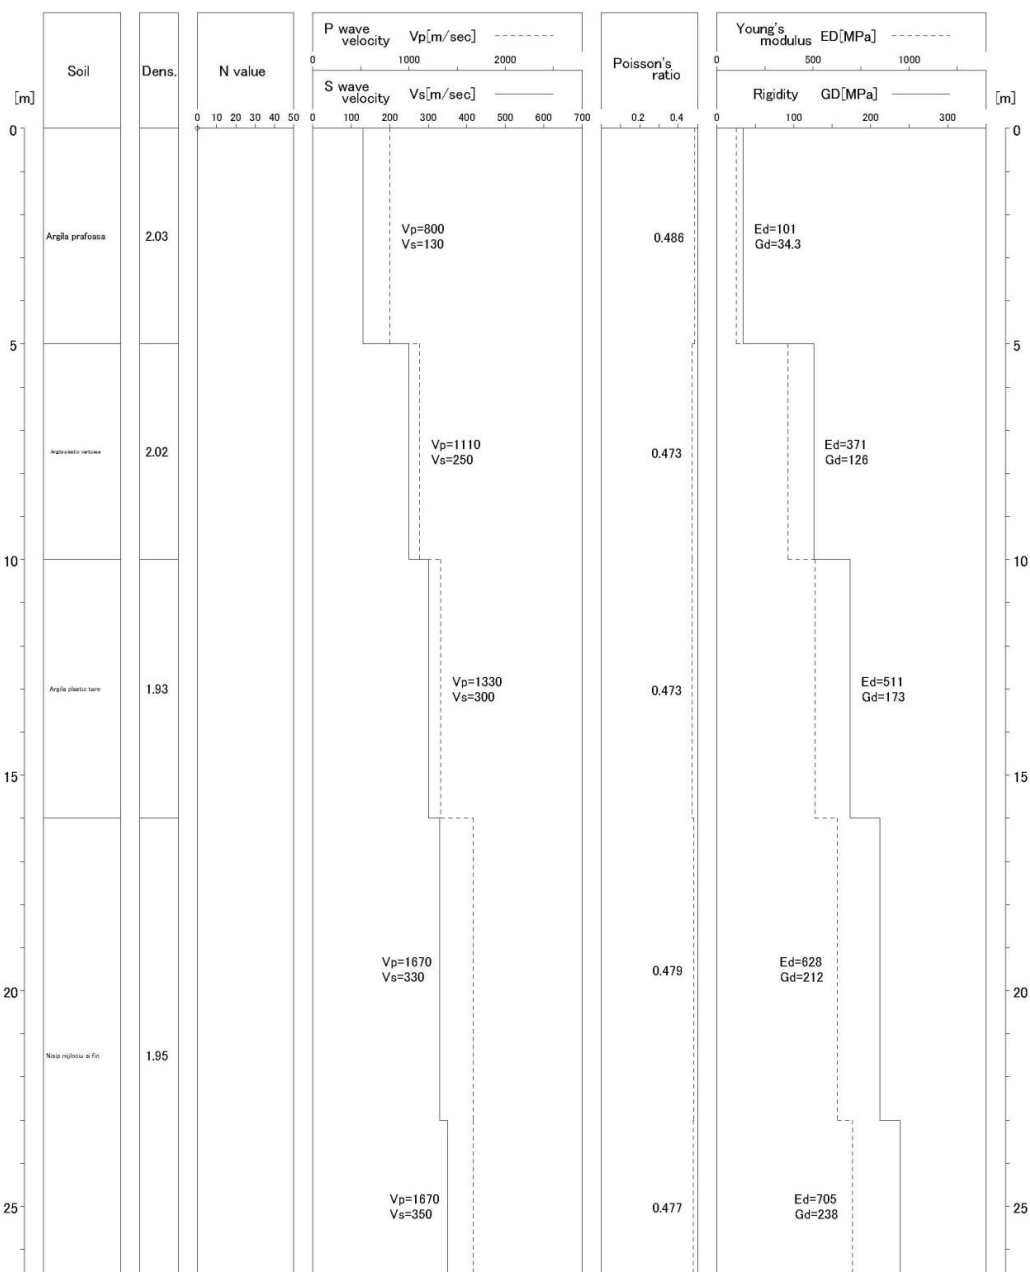 P wave velocity Vp[m/sec]
Young's modulus ED[MPa]
0 1000 2000
0 500 1000
Soil
Dens.
N value
Poisson's ratio
S wave velocity Vs[m/sec]
Rigidity GD[MPa]
[m]
[m]
0 10 20 30 40 50
0 100 200 300 400 500 600 700
0.2 0.4
0 100 200 300
0
0
Argila prafoasa
2.03
Vp=800
Vs=130
0.486
Ed=101
Gd=34.3
5
5
Argila plastic vartoasa
2.02
Vp=1110
Vs=250
0.473
Ed=371
Gd=126
10
10
Argila plastic tare
1.93
Vp=1330
Vs=300
0.473
Ed=511
Gd=173
15
15
Vp=1670
Vs=330
0.479
Ed=628
Gd=212
20
20
Nisip mijlociu si fin
1.95
Vp=1670
Vs=350
0.477
Ed=705
Gd=238
25
25